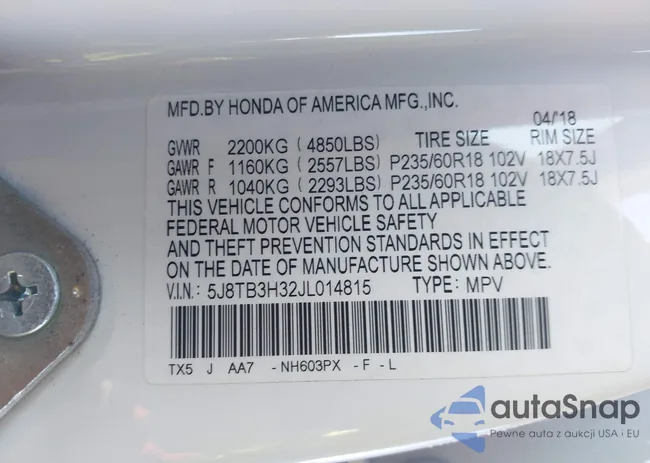 MFD.BY HONDA OF AMERICA MFG.,INC.
04/'18
GVWR 2200KG ( 4850LBS) TIRE SIZE RIM SIZE
GAWR F 1160KG ( 2557LBS) P235/60R18 102V 18X7.5J
GAWR R 1040KG ( 2293LBS) P235/60R18 102V 18X7.5J
THIS VEHICLE CONFORMS TO ALL APPLICABLE
FEDERAL MOTOR VEHICLE SAFETY
AND THEFT PREVENTION STANDARDS IN EFFECT
ON THE DATE OF MANUFACTURE SHOWN ABOVE.
V.I.N.: 5J8TB3H32JL014815 TYPE: MPV
TX5 J AA7 -NH603PX -F -L
autaSnap
Pewne auta z aukcji USA i EU